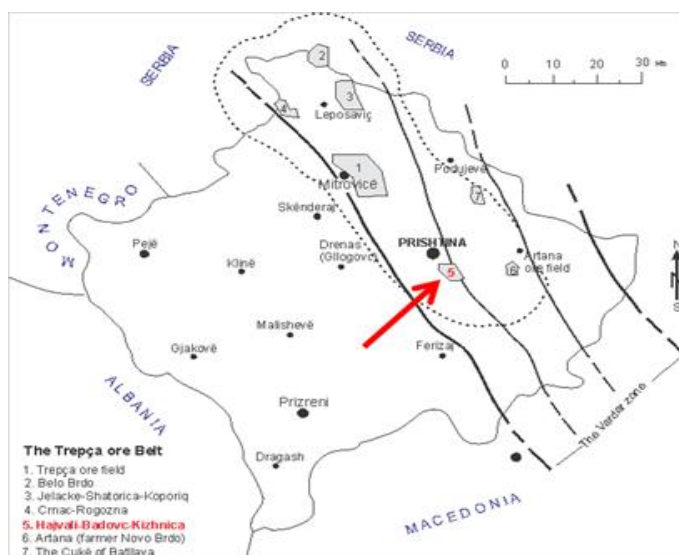 SERBIA
SERBIA
0 10 20 30 Km
2
3
4
Leposaviç
1
Mitrovicë
Podujevë
7
MONTENEGRO
Skënderaj
Pejë
Klinë
Drenas
(Gllogovc)
PRISHTINA
5
6
Artana
ore field
N
S
Malishevë
Gjakovë
Ferizaj
ALBANIA
Prizreni
The Vardar zone
Dragash
MACEDONIA
The Trepça ore Belt
1. Trepça ore field
2. Belo Brdo
3. Jelacke-Shatorica-Koporiq
4. Crnac-Rogozna
5. Hajvali-Badovc-Kizhnica
6. Artana (farmer Novo Brdo)
7. The Cukë of Batllava